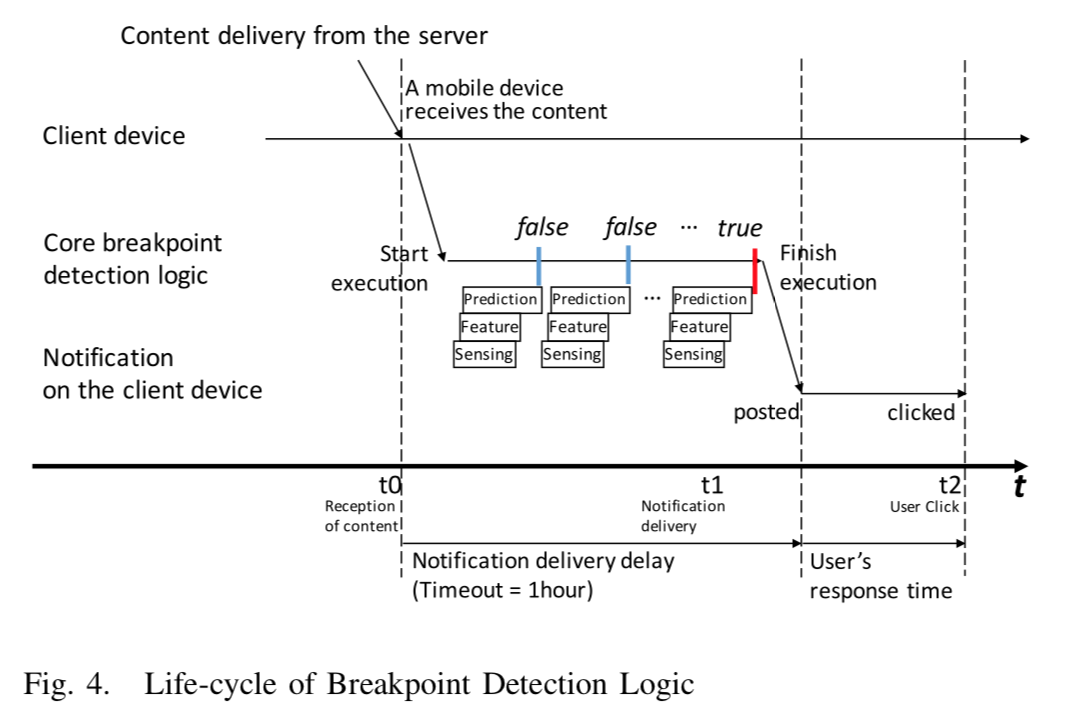 Content delivery from the server
A mobile device
receives the content
Client device
false false ... true
Core breakpoint
detection logic
Start
execution
Finish
execution
Prediction Prediction ... Prediction
Feature Feature Feature
Sensing Sensing Sensing
Notification
on the client device
posted clicked
t0 t1 t2 t
Reception
of content
Notification
delivery
User Click
Notification delivery delay
(Timeout = 1hour)
User's
response time
Fig. 4. Life-cycle of Breakpoint Detection Logic